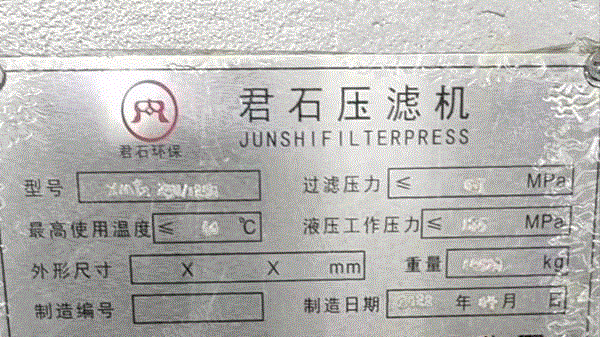 君石压滤机
JUNSHIFILTERPRESS
君石环保
型号
过滤压力 ≤ MPa
最高使用温度 ≤ ℃
液压工作压力 ≤ MPa
外形尺寸 X X mm
重量 kg
制造编号
制造日期 年 月 日